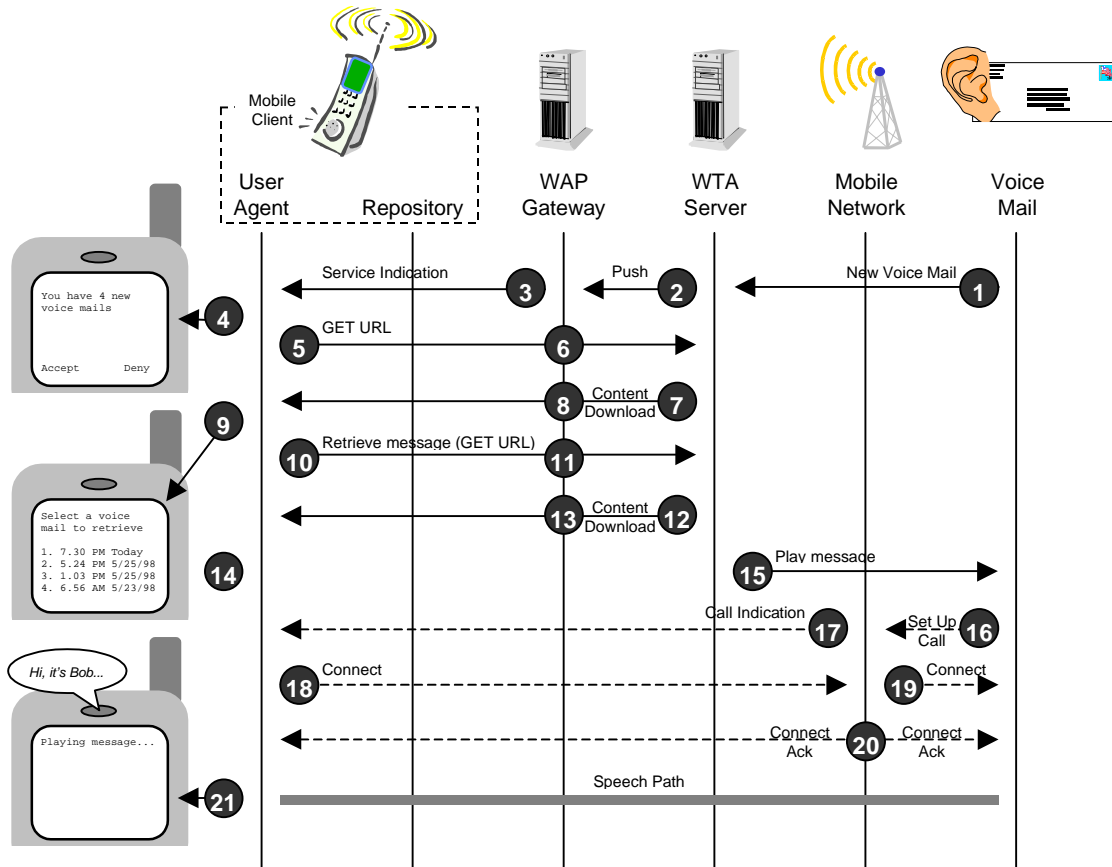 Mobile
Client
User
Agent
Repository
WAP
Gateway
WTA
Server
Mobile
Network
Voice
Mail
Service Indication
3
Push
2
New Voice Mail
1
You have 4 new
voice mails
Accept Deny
4
5
GET URL
6
8
Content
Download
7
9
10
Retrieve message (GET URL)
11
Select a voice
mail to retrieve
1. 7.30 PM Today
2. 5.24 PM 5/25/98
3. 1.03 PM 5/25/98
4. 6.56 AM 5/23/98
13
Content
Download
12
14
15
Play message
Call Indication
17
Set Up
Call
16
Hi, it's Bob...
18
Connect
19
Connect
Playing message...
Connect
Ack
20
Connect
Ack
21
Speech Path